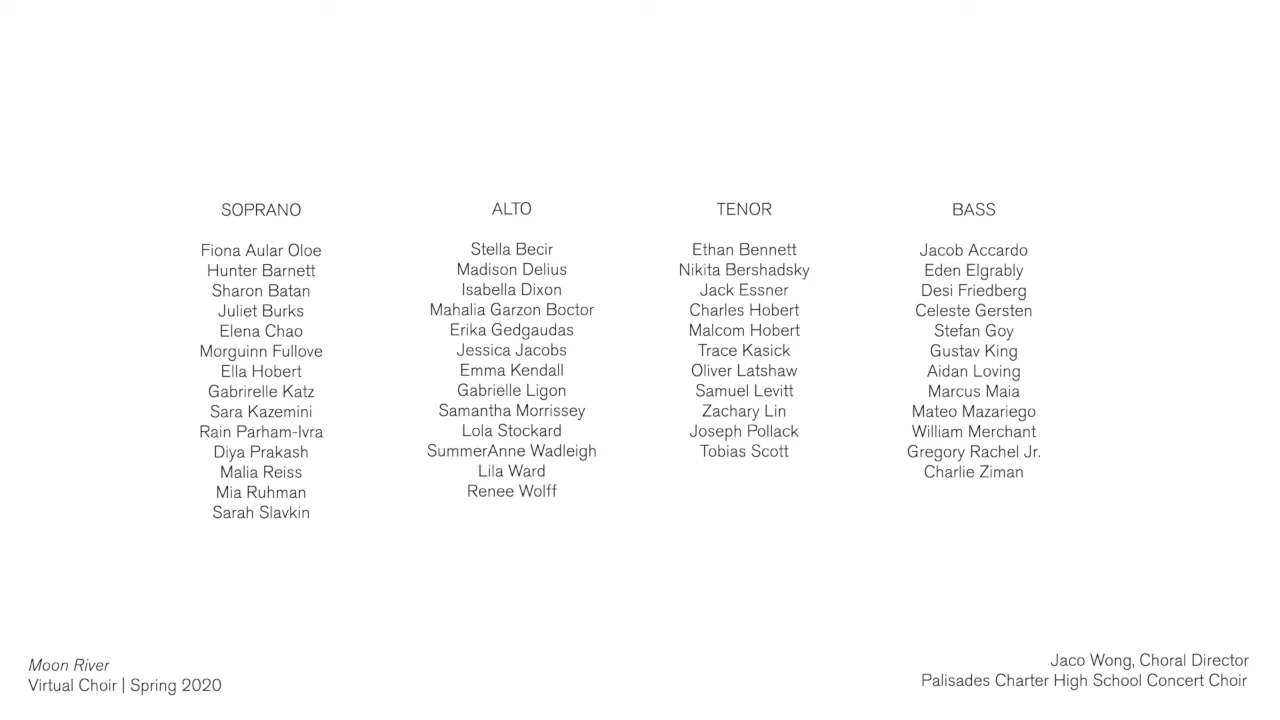 SOPRANO
Fiona Aular Oloe
Hunter Barnett
Sharon Batan
Juliet Burks
Elena Chao
Morguinn Fullove
Ella Hobert
Gabrirelle Katz
Sara Kazemini
Rain Parham-Ivra
Diya Prakash
Malia Reiss
Mia Ruhman
Sarah Slavkin
ALTO
Stella Becir
Madison Delius
Isabella Dixon
Mahalia Garzon Boctor
Erika Gedgaudas
Jessica Jacobs
Emma Kendall
Gabrielle Ligon
Samantha Morrissey
Lola Stockard
SummerAnne Wadleigh
Lila Ward
Renee Wolff
TENOR
Ethan Bennett
Nikita Bershadsky
Jack Essner
Charles Hobert
Malcom Hobert
Trace Kasick
Oliver Latshaw
Samuel Levitt
Zachary Lin
Joseph Pollack
Tobias Scott
BASS
Jacob Accardo
Eden Elgrably
Desi Friedberg
Celeste Gersten
Stefan Goy
Gustav King
Aidan Loving
Marcus Maia
Mateo Mazariego
William Merchant
Gregory Rachel Jr.
Charlie Ziman
Moon River
Virtual Choir | Spring 2020
Jaco Wong, Choral Director
Palisades Charter High School Concert Choir